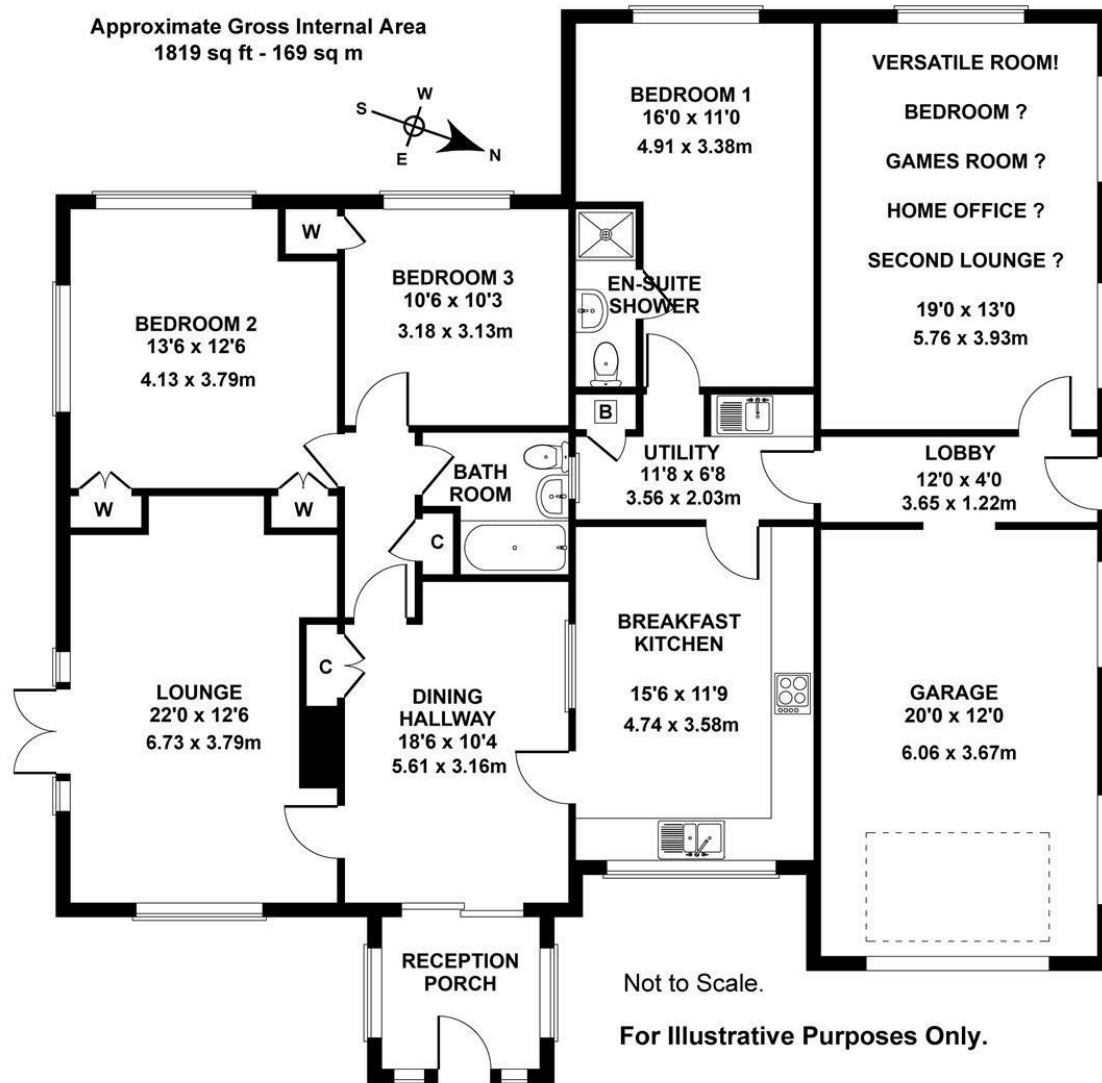 Approximate Gross Internal Area
1819 sq ft - 169 sq m
S
W
E
N
BEDROOM 1
16'0 x 11'0
4.91 x 3.38m
VERSATILE ROOM!
BEDROOM ?
GAMES ROOM ?
HOME OFFICE ?
SECOND LOUNGE ?
19'0 x 13'0
5.76 x 3.93m
W
BEDROOM 2
13'6 x 12'6
4.13 x 3.79m
BEDROOM 3
10'6 x 10'3
3.18 x 3.13m
EN-SUITE
SHOWER
B
UTILITY
11'8 x 6'8
3.56 x 2.03m
LOBBY
12'0 x 4'0
3.65 x 1.22m
BATH
ROOM
W
W
C
C
LOUNGE
22'0 x 12'6
6.73 x 3.79m
DINING
HALLWAY
18'6 x 10'4
5.61 x 3.16m
BREAKFAST
KITCHEN
15'6 x 11'9
4.74 x 3.58m
GARAGE
20'0 x 12'0
6.06 x 3.67m
RECEPTION
PORCH
Not to Scale.
For Illustrative Purposes Only.